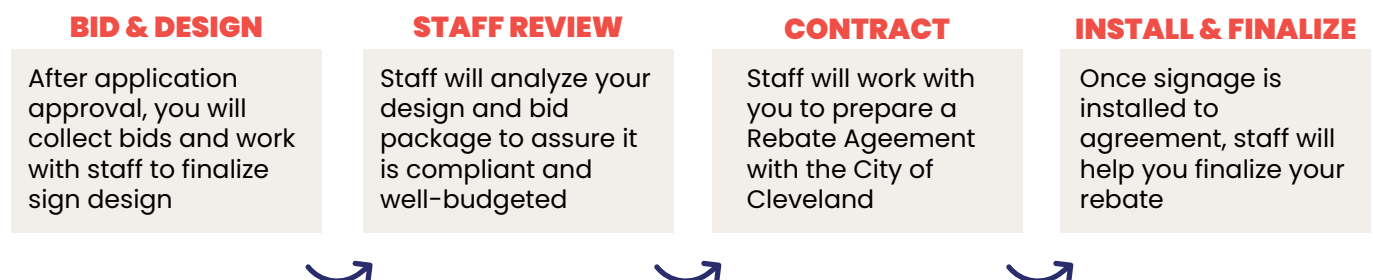 BID & DESIGN
After application
approval, you will
collect bids and work
with staff to finalize
sign design
STAFF REVIEW
Staff will analyze your
design and bid
package to assure it
is compliant and
well-budgeted
CONTRACT
Staff will work with
you to prepare a
Rebate Ageement
with the City of
Cleveland
INSTALL & FINALIZE
Once signage is
installed to
agreement, staff will
help you finalize your
rebate